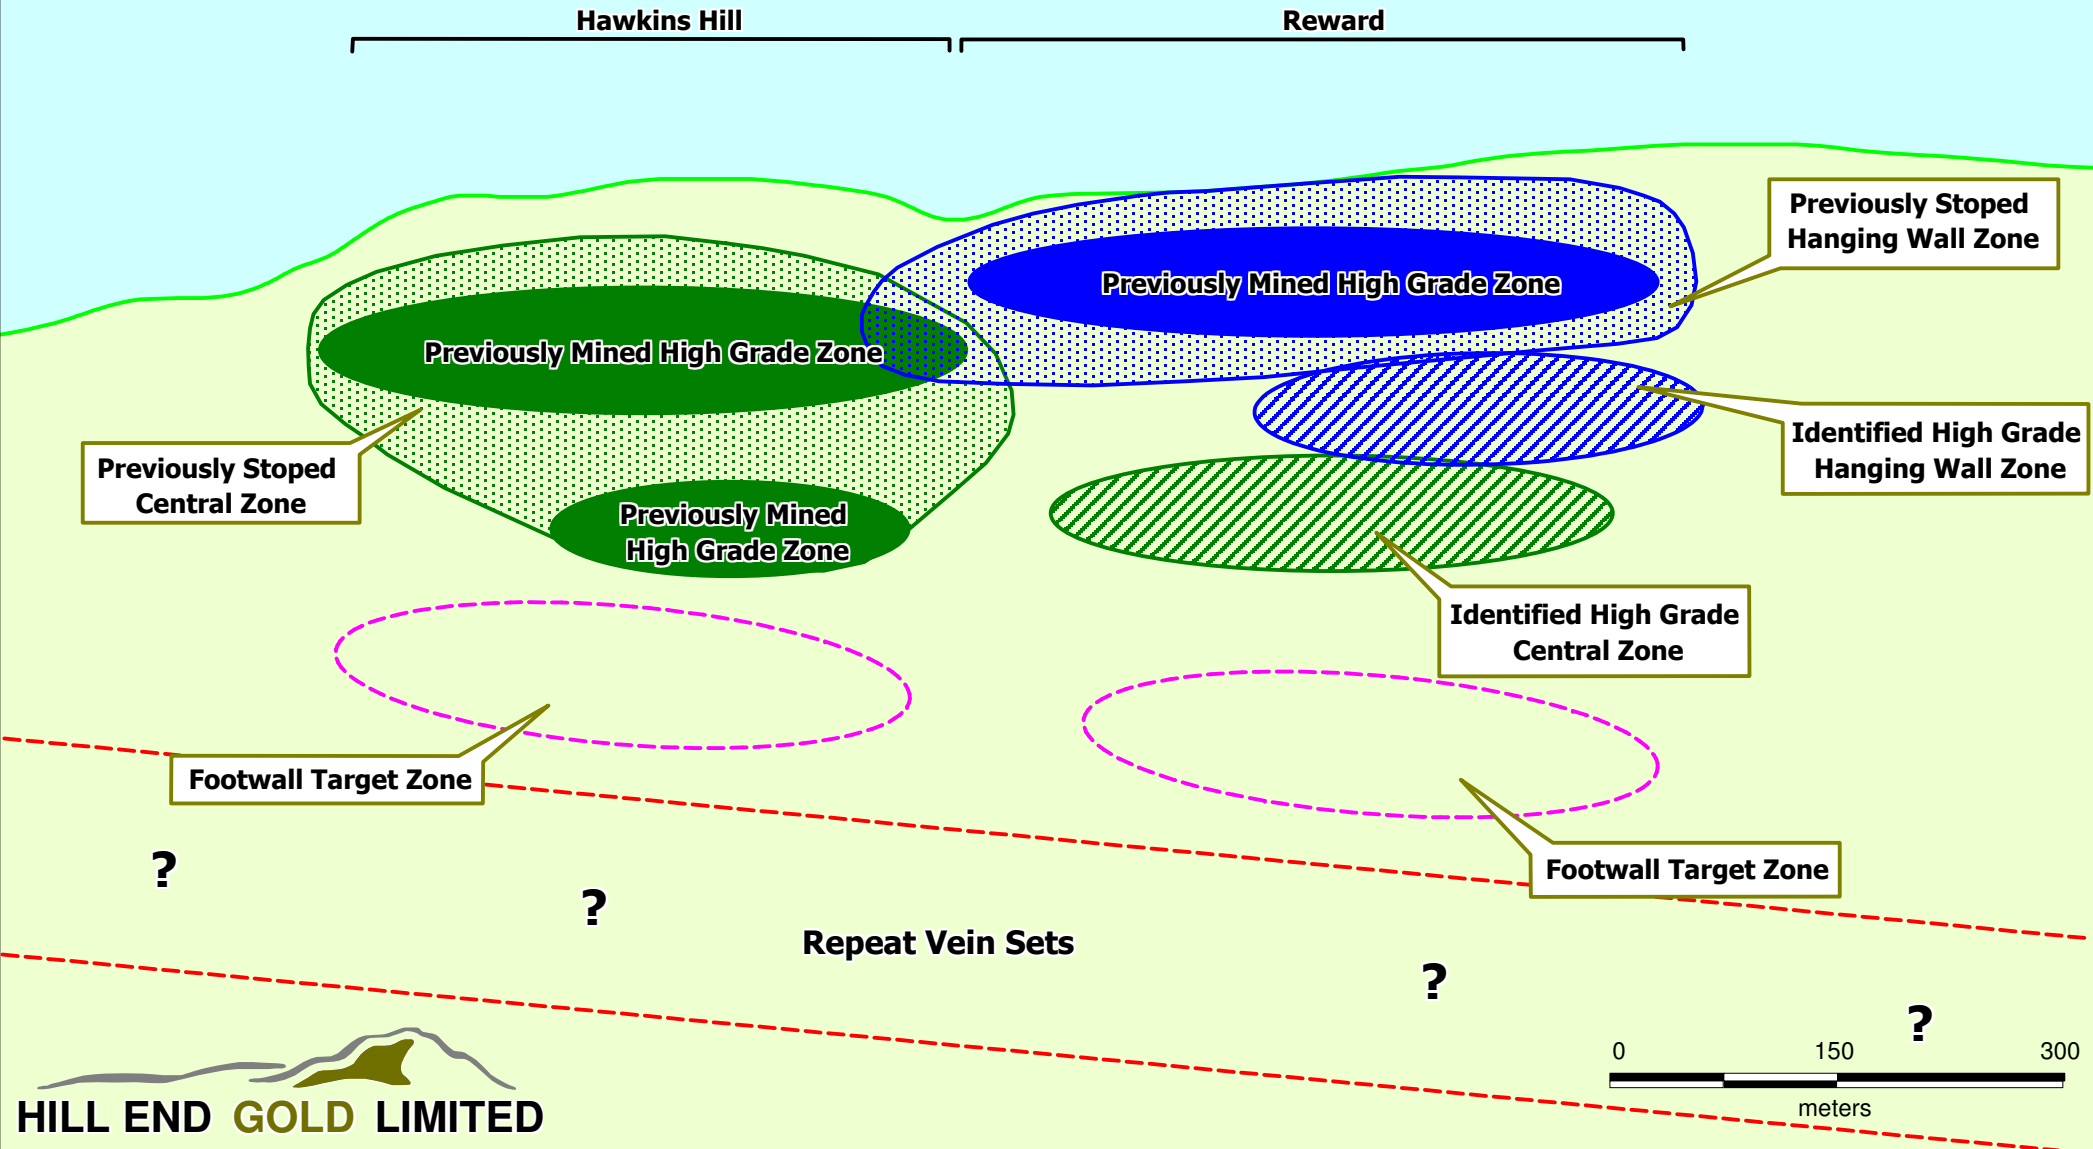 Hawkins Hill
Reward
Previously Stoped
Hanging Wall Zone
Previously Mined High Grade Zone
Previously Mined High Grade Zone
Identified High Grade
Hanging Wall Zone
Previously Stoped
Central Zone
Previously Mined
High Grade Zone
Identified High Grade
Central Zone
Footwall Target Zone
Footwall Target Zone
?
?
Repeat Vein Sets
?
?
0 150 300
meters
HILL END GOLD LIMITED